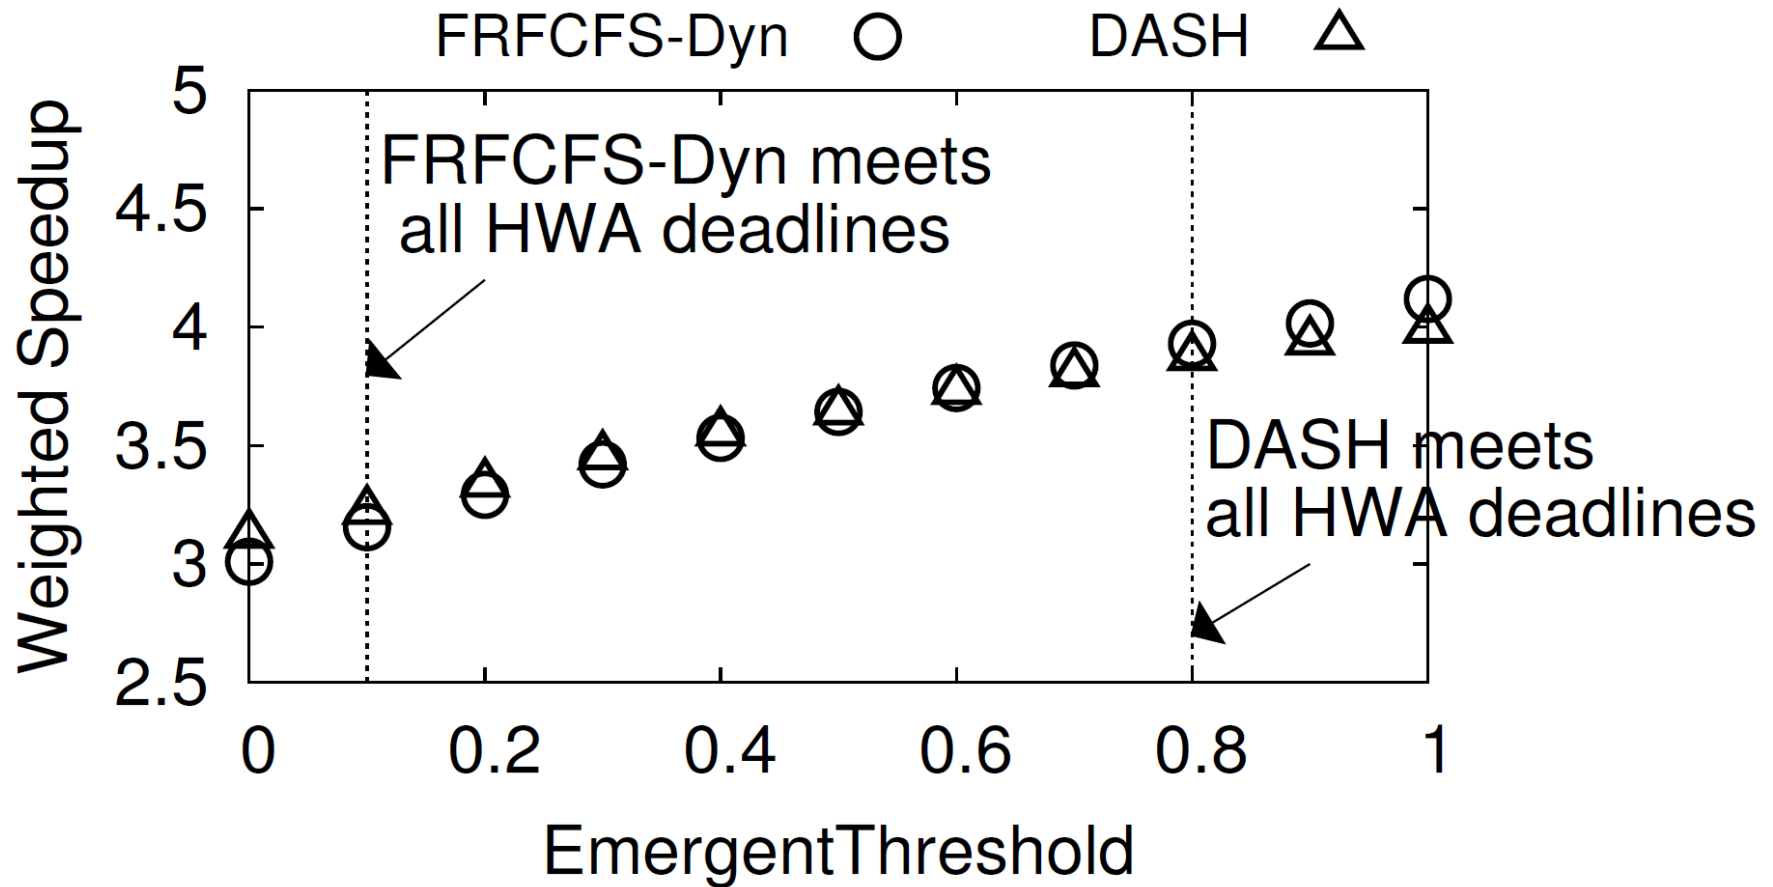 FRFCFS-Dyn
DASH
Weighted Speedup
5
4.5
4
3.5
3
2.5
FRFCFS-Dyn meets
all HWA deadlines
DASH meets
all HWA deadlines
0 0.2 0.4 0.6 0.8 1
EmergentThreshold